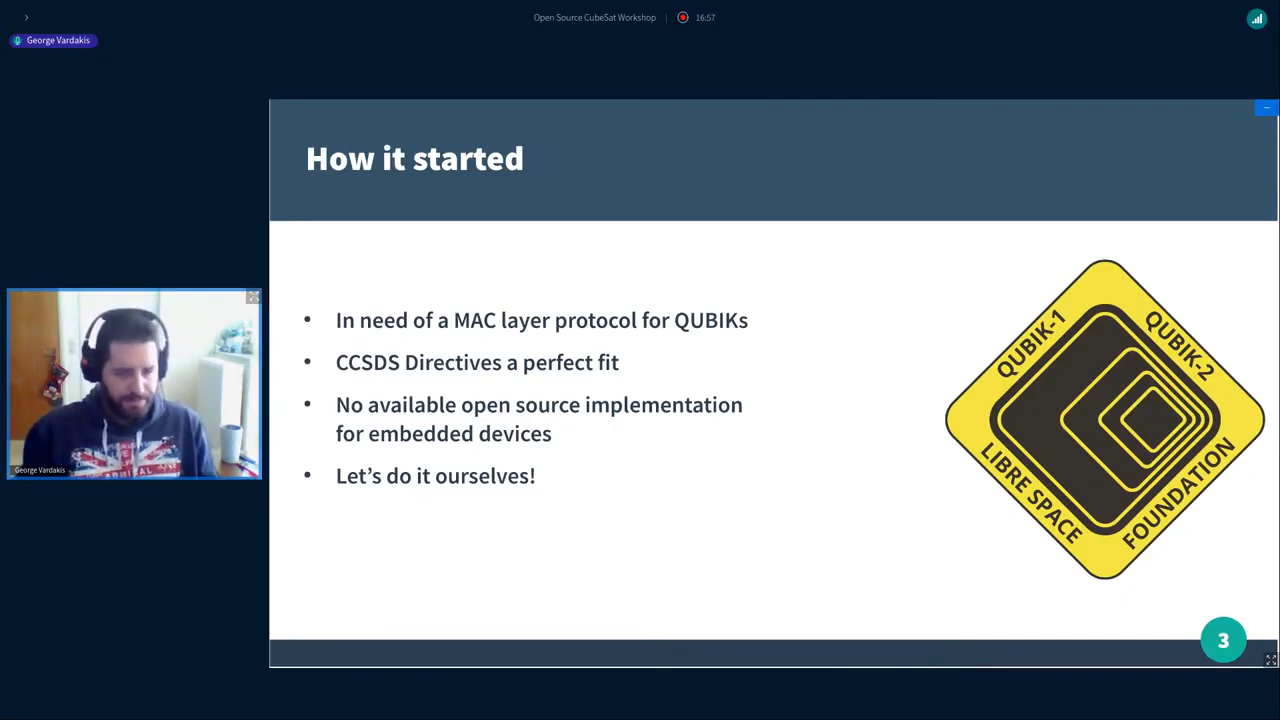 Open Source CubeSat Workshop
16:57
George Vardakis
How it started
• In need of a MAC layer protocol for QUBIKs
• CCSDS Directives a perfect fit
• No available open source implementation
for embedded devices
• Let's do it ourselves!
QUBIK-1
QUBIK-2
LIBRE SPACE
FOUNDATION
George Vardakis
3